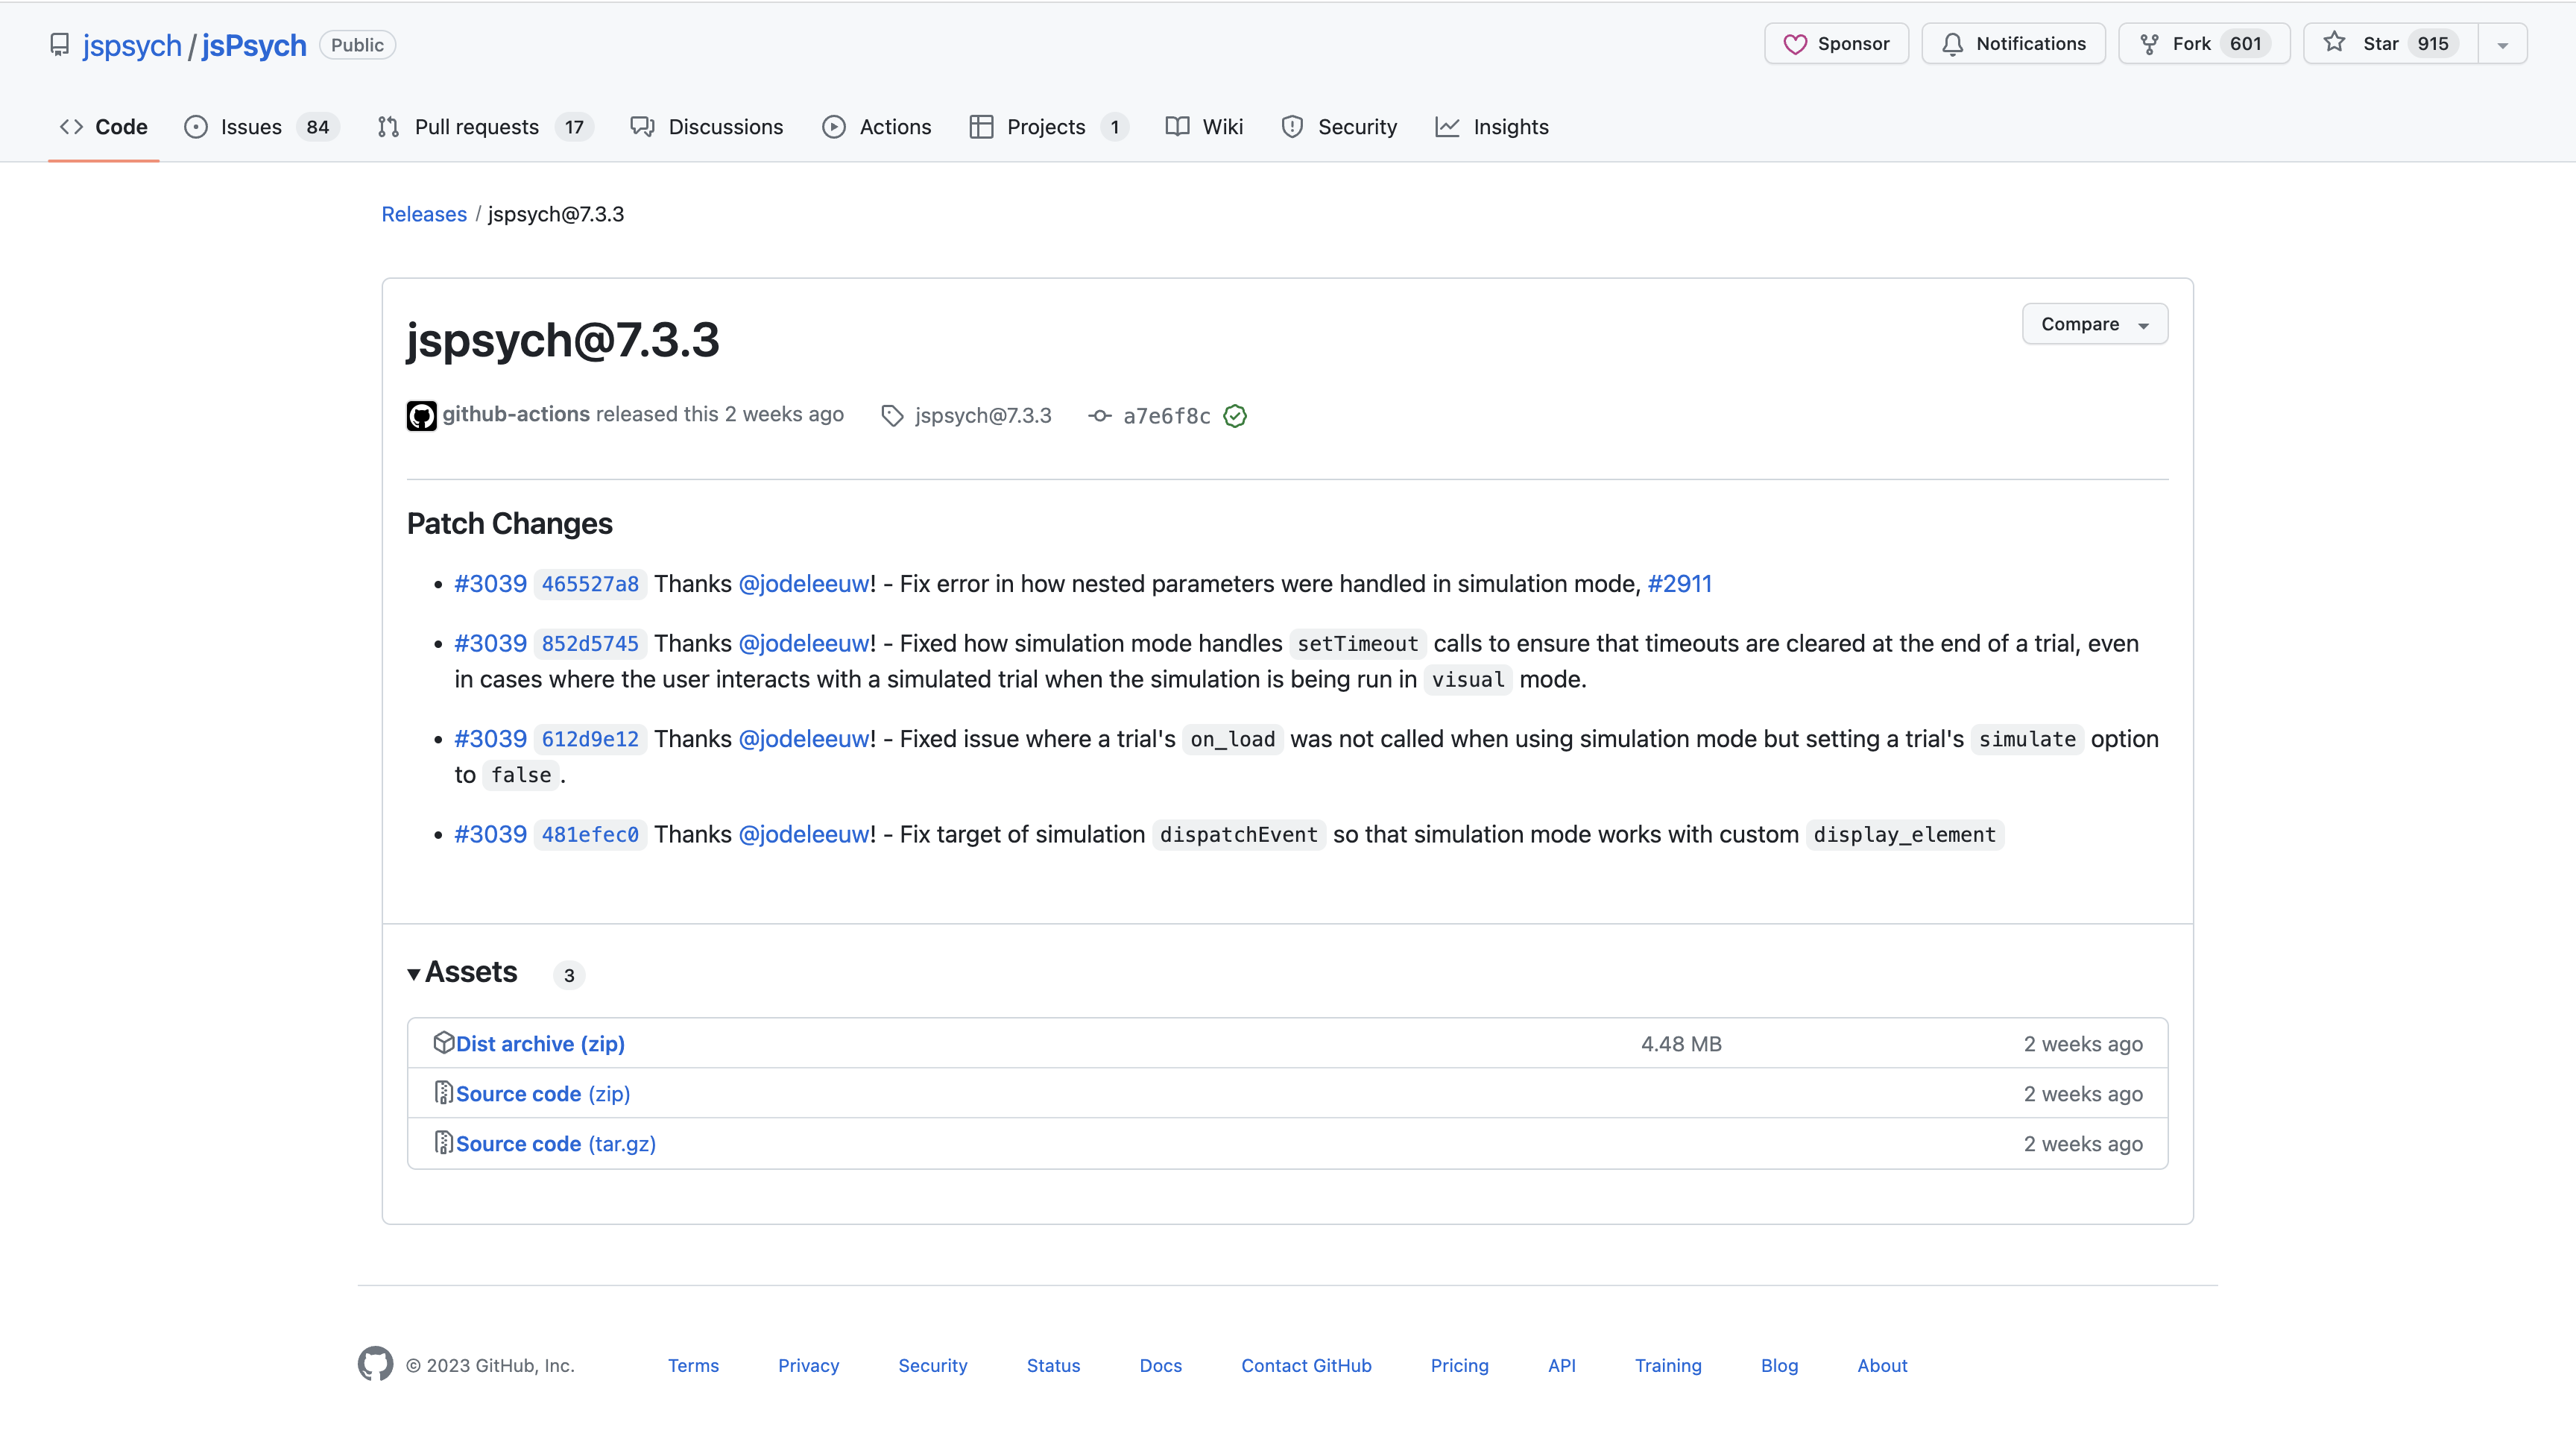 jspsych / jsPsych Public
Sponsor Notifications Fork 601 Star 915
Code Issues 84 Pull requests 17 Discussions Actions Projects 1 Wiki Security Insights
Releases / jspsych@7.3.3
jspsych@7.3.3
Compare
github-actions released this 2 weeks ago jspsych@7.3.3 a7e6f8c
Patch Changes
• #3039 465527a8 Thanks @jodeleeuw! - Fix error in how nested parameters were handled in simulation mode, #2911
• #3039 852d5745 Thanks @jodeleeuw! - Fixed how simulation mode handles setTimeout calls to ensure that timeouts are cleared at the end of a trial, even
in cases where the user interacts with a simulated trial when the simulation is being run in visual mode.
• #3039 612d9e12 Thanks @jodeleeuw! - Fixed issue where a trial's on_load was not called when using simulation mode but setting a trial's simulate option
to false.
• #3039 481efec0 Thanks @jodeleeuw! - Fix target of simulation dispatchEvent so that simulation mode works with custom display_element
Assets 3
Dist archive (zip) 4.48 MB 2 weeks ago
Source code (zip) 2 weeks ago
Source code (tar.gz) 2 weeks ago
© 2023 GitHub, Inc. Terms Privacy Security Status Docs Contact GitHub Pricing API Training Blog About